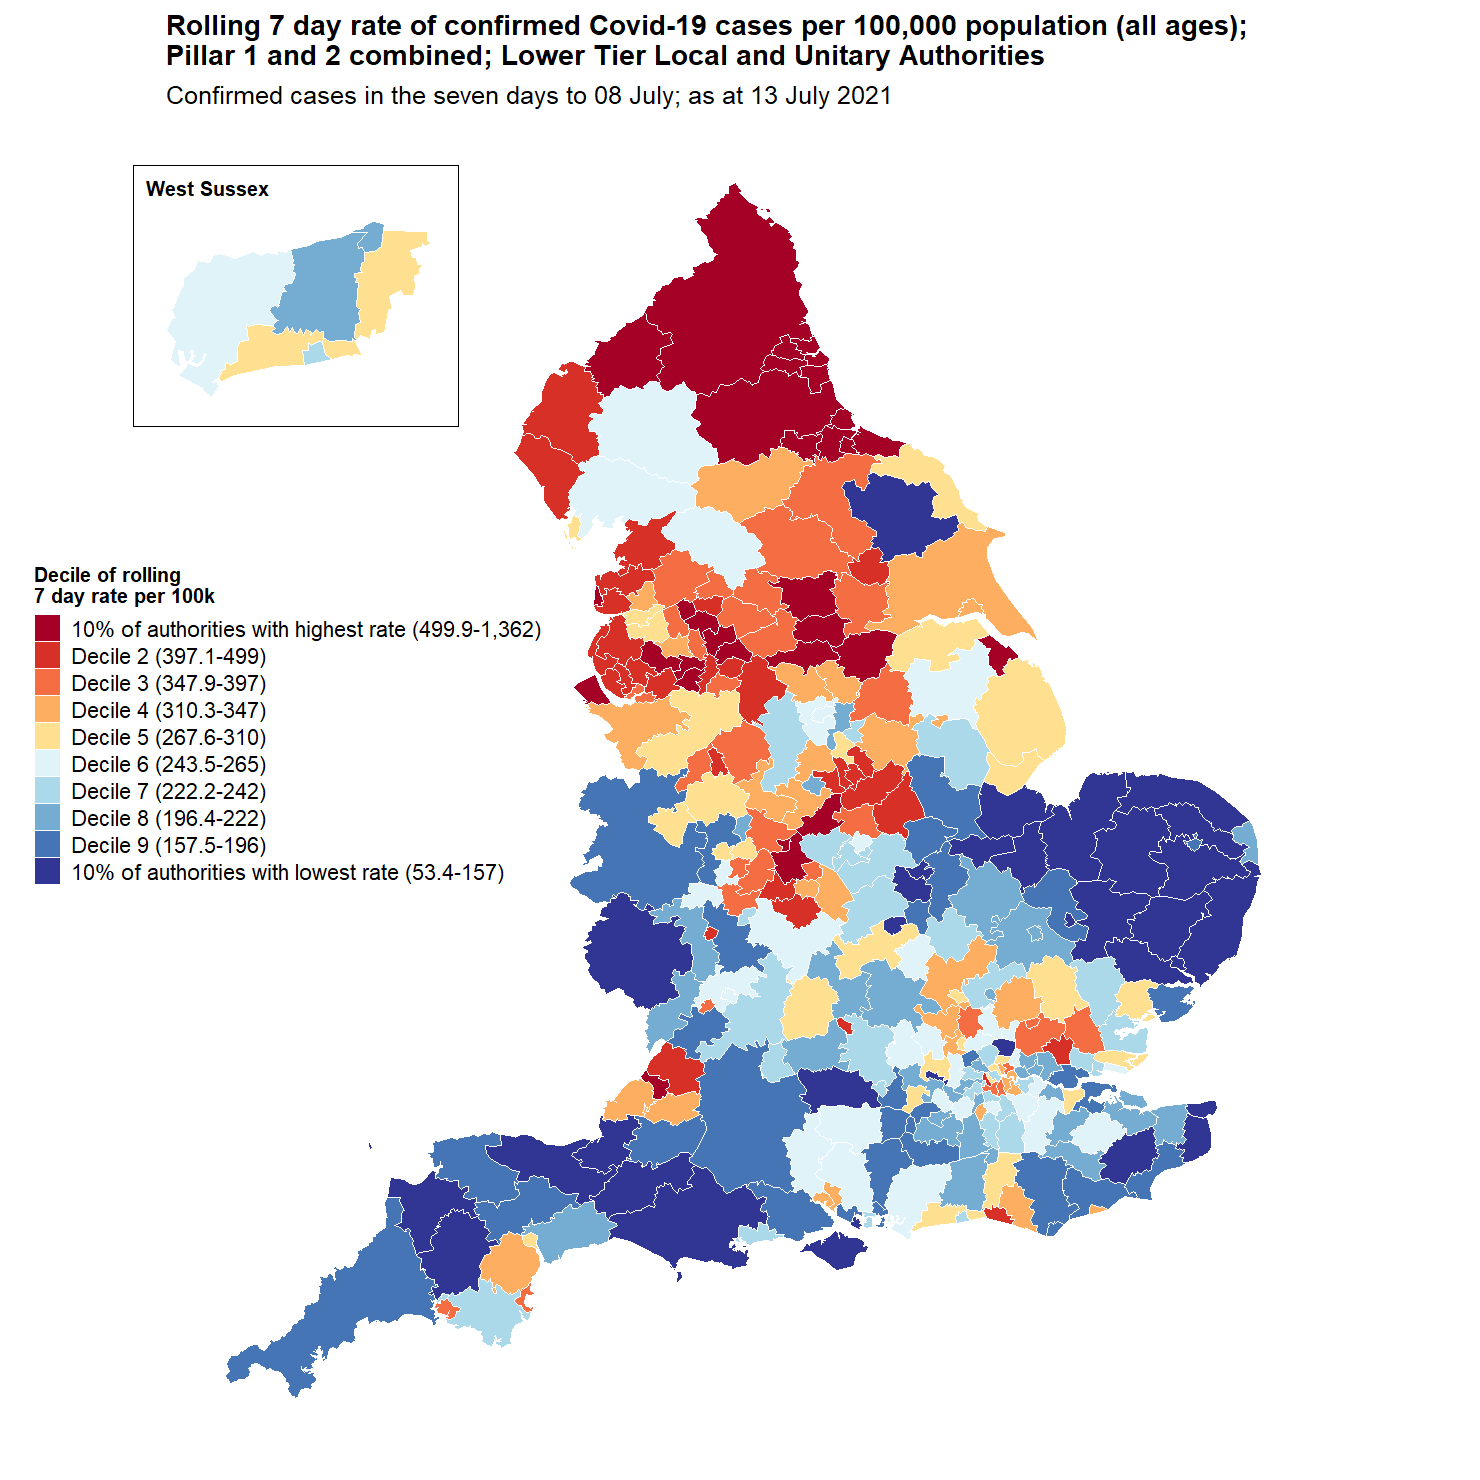 Rolling 7 day rate of confirmed Covid-19 cases per 100,000 population (all ages);
Pillar 1 and 2 combined; Lower Tier Local and Unitary Authorities
Confirmed cases in the seven days to 08 July; as at 13 July 2021
West Sussex
Decile of rolling
7 day rate per 100k
10% of authorities with highest rate (499.9-1,362)
Decile 2 (397.1-499)
Decile 3 (347.9-397)
Decile 4 (310.3-347)
Decile 5 (267.6-310)
Decile 6 (243.5-265)
Decile 7 (222.2-242)
Decile 8 (196.4-222)
Decile 9 (157.5-196)
10% of authorities with lowest rate (53.4-157)